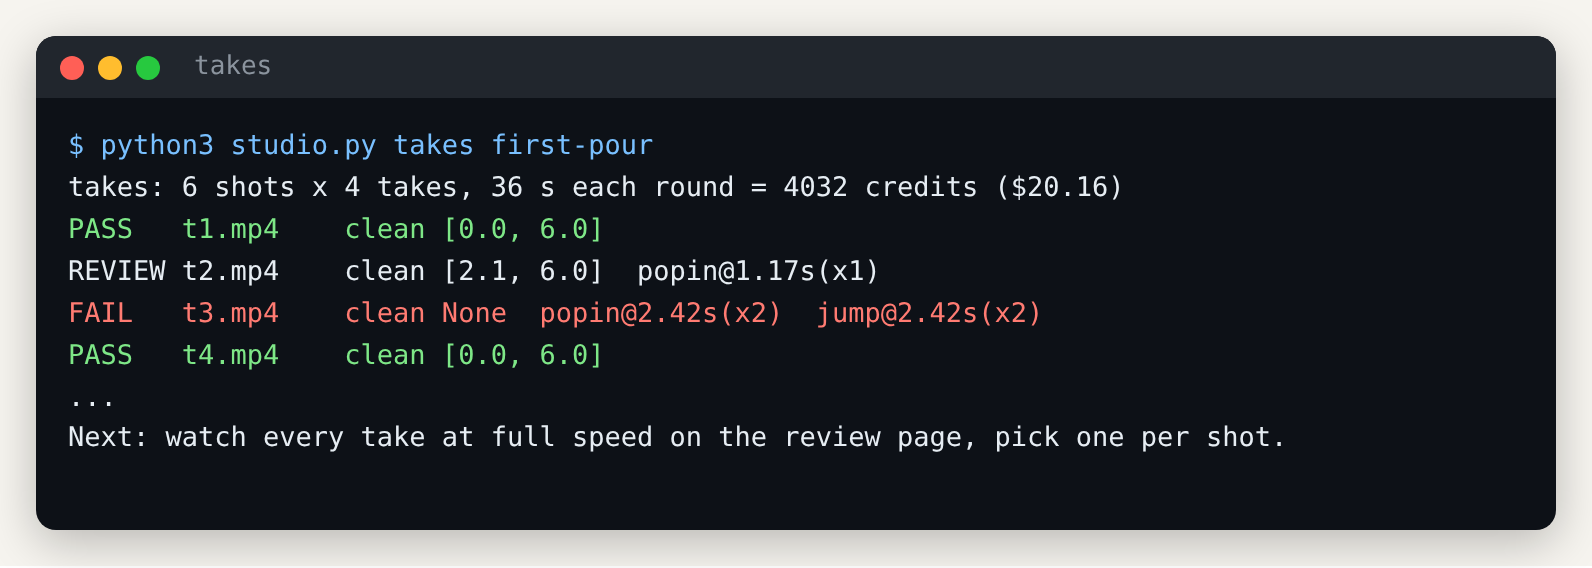 takes
$ python3 studio.py takes first-pour
takes: 6 shots x 4 takes, 36 s each round = 4032 credits ($20.16)
PASS   t1.mp4    clean [0.0, 6.0]
REVIEW t2.mp4    clean [2.1, 6.0]  popin@1.17s(x1)
FAIL   t3.mp4    clean None  popin@2.42s(x2)  jump@2.42s(x2)
PASS   t4.mp4    clean [0.0, 6.0]
...
Next: watch every take at full speed on the review page, pick one per shot.